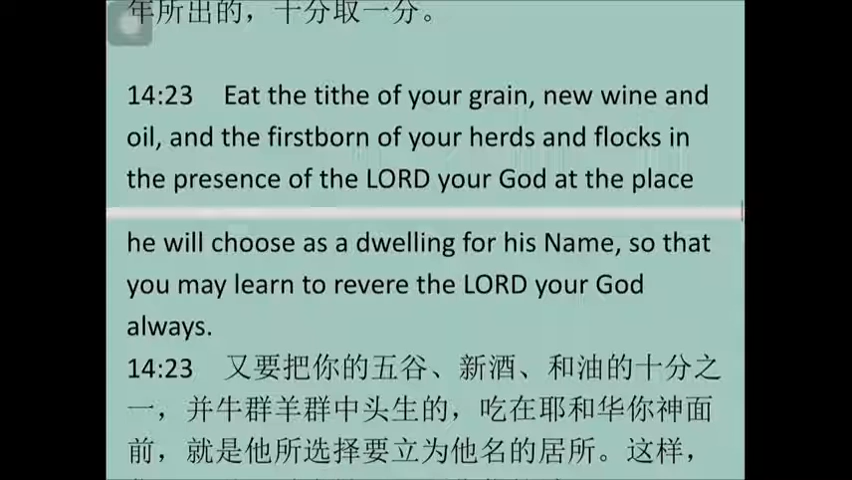 年所出的，十分取一分。
14:23 Eat the tithe of your grain, new wine and
oil, and the firstborn of your herds and flocks in
the presence of the LORD your God at the place
he will choose as a dwelling for his Name, so that
you may learn to revere the LORD your God
always.
14:23 又要把你的五谷、新酒、和油的十分之
一，并牛群羊群中头生的，吃在耶和华你神面
前，就是他所选择要立为他名的居所。这样，